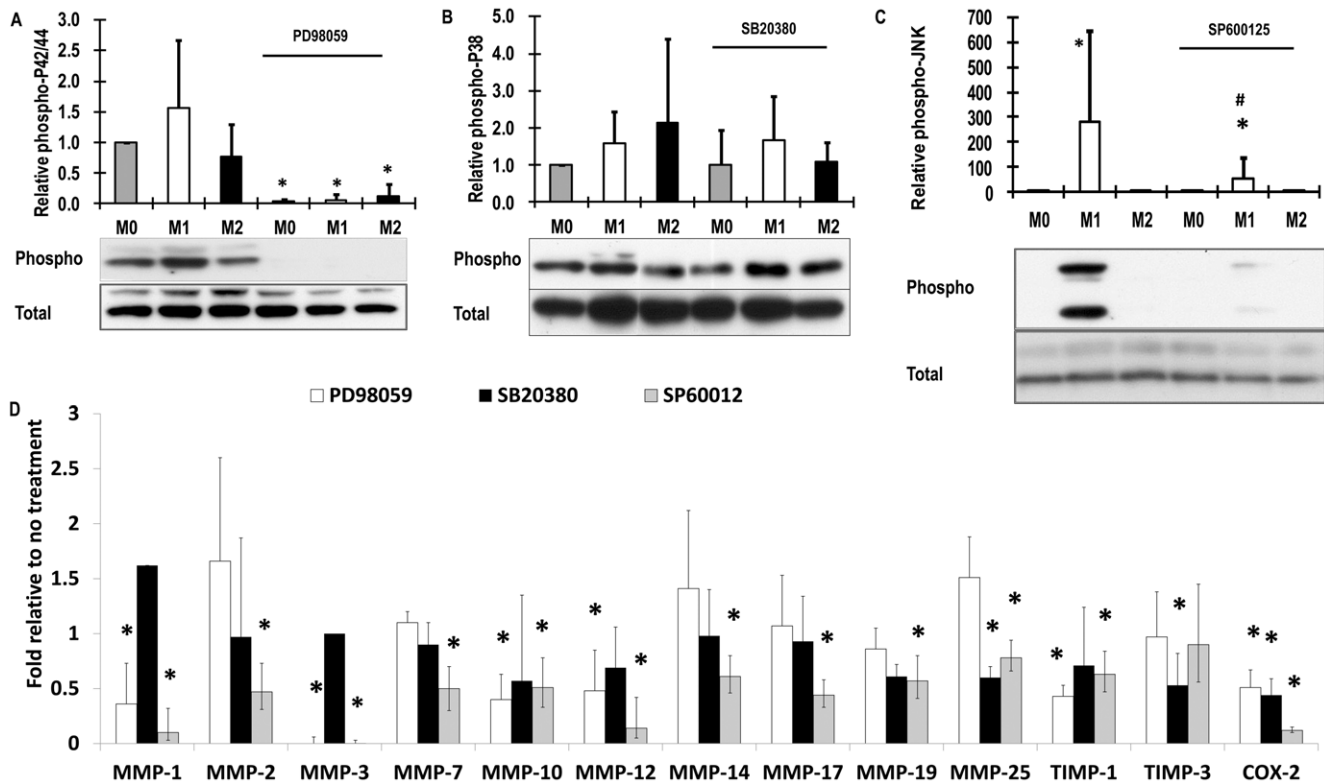 A
Relative phospho-P42/44
3.0
2.5
2.0
1.5
1.0
0.5
0.0
PD98059
* * *
M0 M1 M2 M0 M1 M2
Phospho
Total
B
Relative phospho-P38
5.0
4.0
3.0
2.0
1.0
0.0
SB20380
M0 M1 M2 M0 M1 M2
Phospho
Total
C
Relative phospho-JNK
700
600
500
400
300
200
100
0
SP600125
*
#
*
M0 M1 M2 M0 M1 M2
Phospho
Total
D
PD98059 SB20380 SP60012
Fold relative to no treatment
3
2.5
2
1.5
1
0.5
0
* * * * * * * * * * * * * * * * * * * * *
MMP-1 MMP-2 MMP-3 MMP-7 MMP-10 MMP-12 MMP-14 MMP-17 MMP-19 MMP-25 TIMP-1 TIMP-3 COX-2